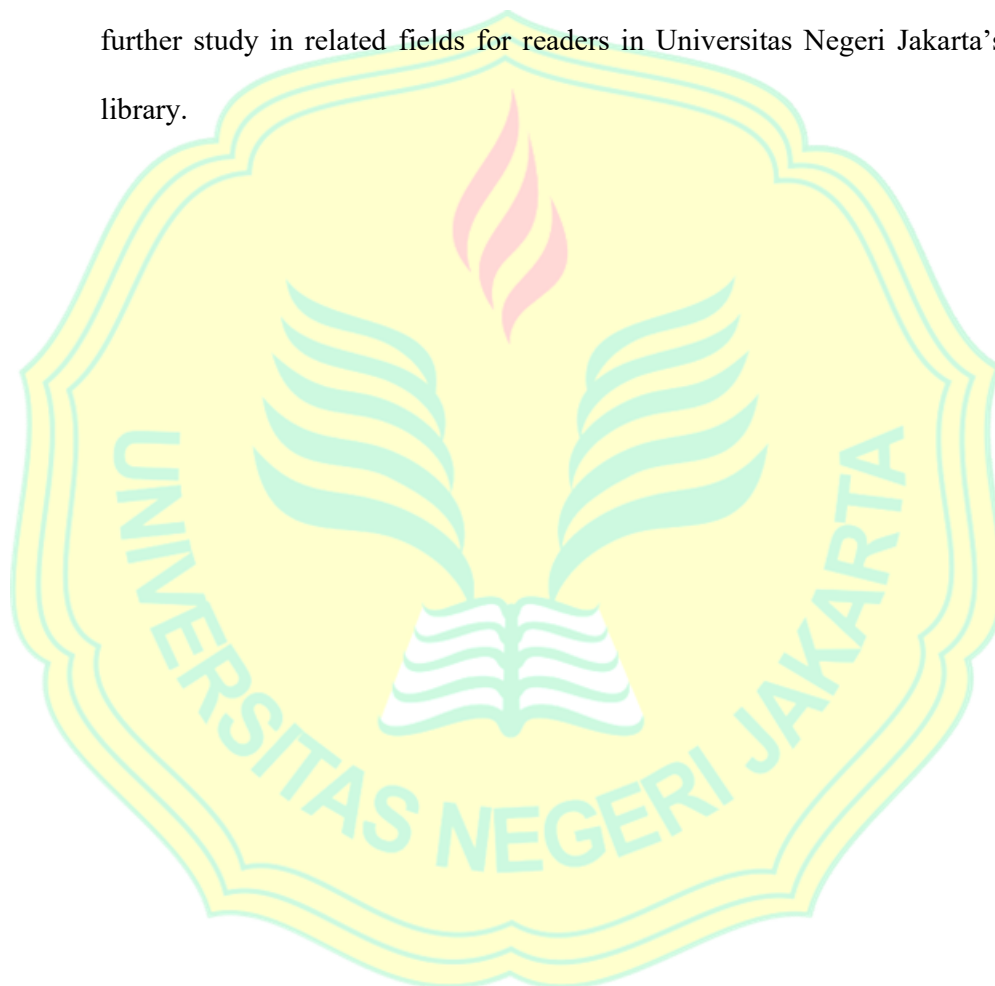 further study in related fields for readers in Universitas Negeri Jakarta’s
library.
UNIVERSITAS NEGERI JAKARTA